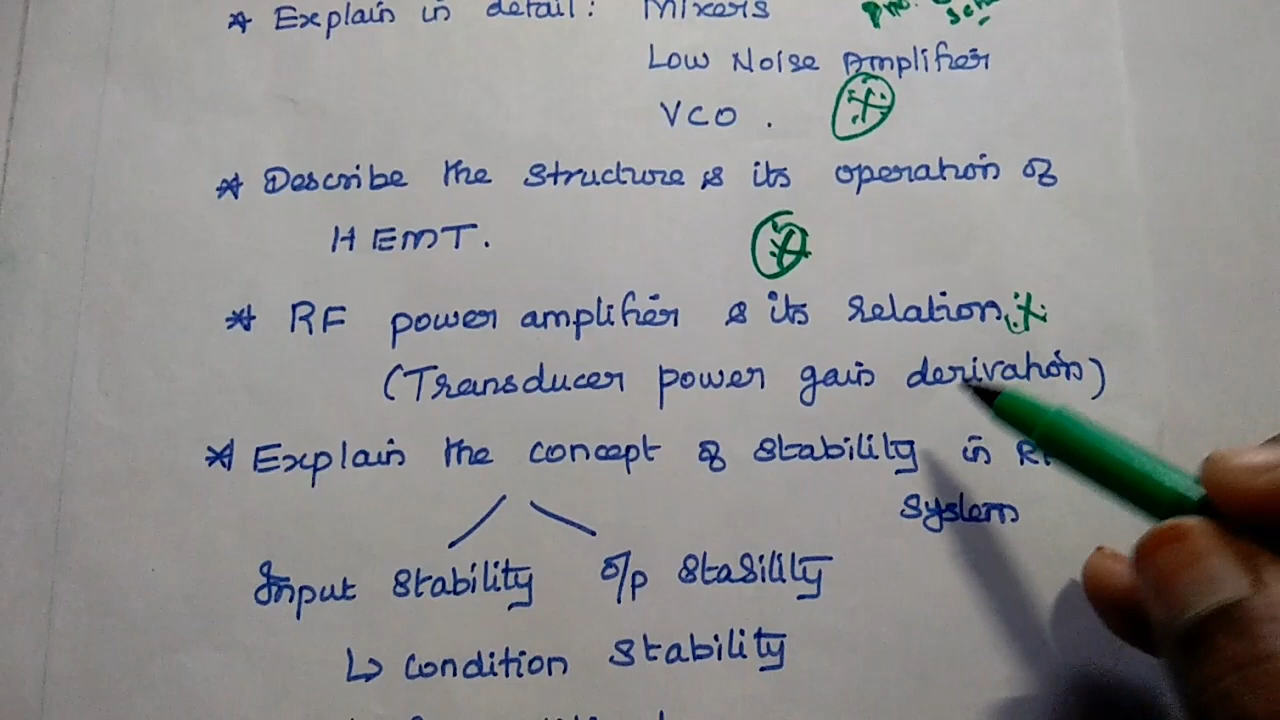 * Explain in detail: Mixers
Low Noise Amplifier
VCO .
* Describe the structure & its operation of
HEMT.
* RF power amplifier & its relation.
(Transducer power gain derivation)
* Explain the concept of stability in RF
system
Input stability o/p stability
↳ condition stability